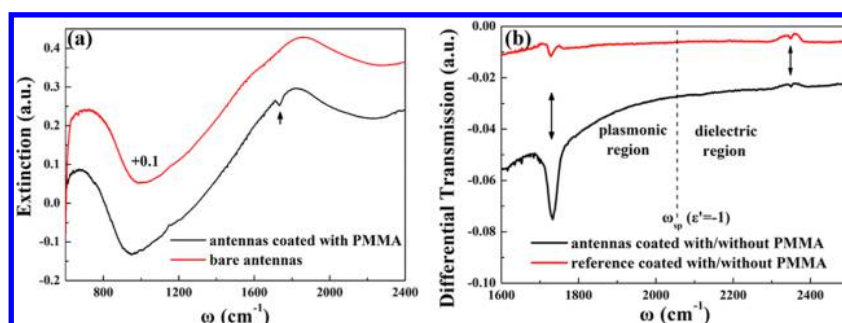 (a)
Extinction (a.u.)
0.4
0.3
0.2
0.1
0.0
-0.1
0.2
+0.1
antennas coated with PMMA
bare antennas
800
1200
1600
2000
2400
ω (cm⁻¹)
(b)
Differential Transmission (a.u.)
0.00
-0.02
-0.04
-0.06
-0.08
-0.10
plasmonic
region
dielectric
region
ωsp (ε'=-1)
antennas coated with/without PMMA
reference coated with/without PMMA
1600
1800
2000
2200
2400
ω (cm⁻¹)